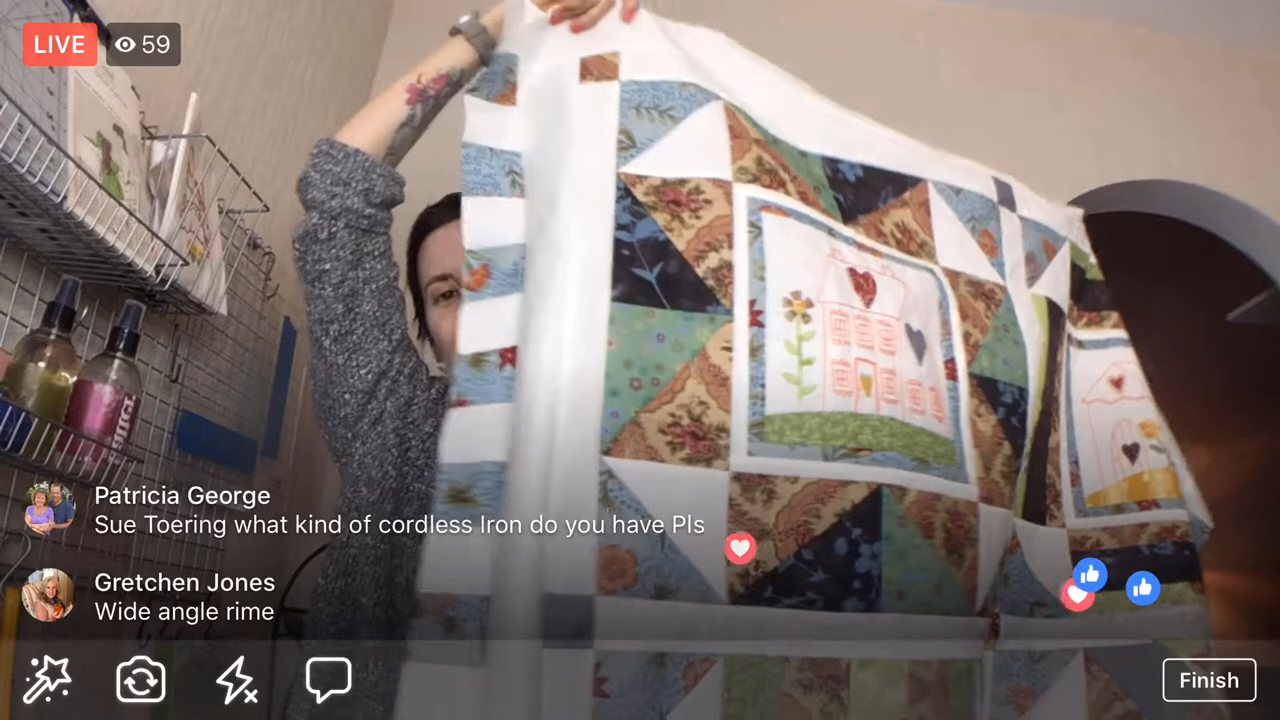 LIVE 59
Patricia George
Sue Toering what kind of cordless Iron do you have Pls
Gretchen Jones
Wide angle rime
Finish